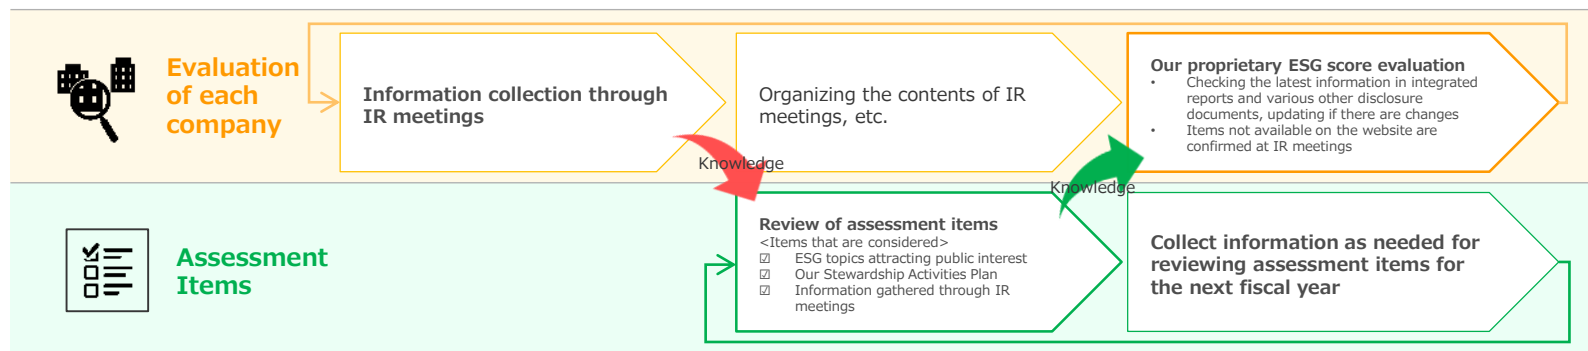 Evaluation
of each
company
Information collection through
IR meetings
Organizing the contents of IR
meetings, etc.
Our proprietary ESG score evaluation
• Checking the latest information in integrated
reports and various other disclosure
documents, updating if there are changes
• Items not available on the website are
confirmed at IR meetings
Knowledge
Knowledge
Assessment
Items
Review of assessment items
<Items that are considered>
☑ ESG topics attracting public interest
☑ Our Stewardship Activities Plan
☑ Information gathered through IR
meetings
Collect information as needed for
reviewing assessment items for
the next fiscal year